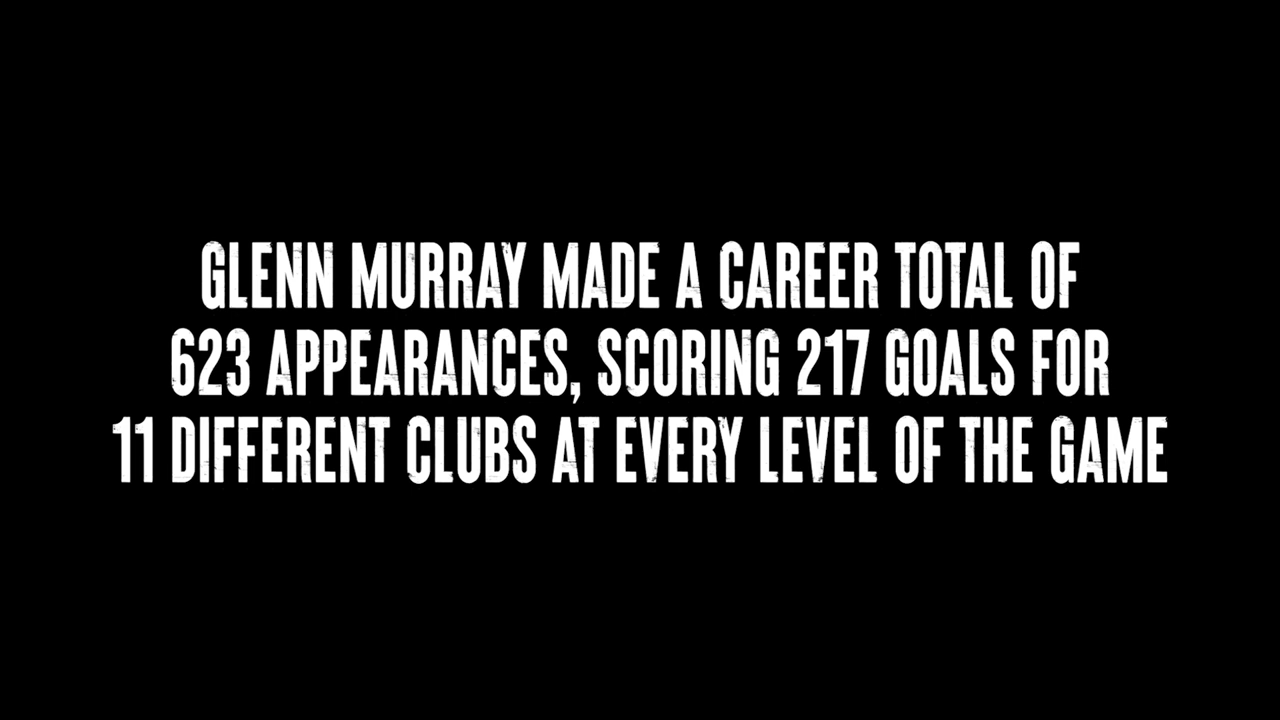 GLENN MURRAY MADE A CAREER TOTAL OF
623 APPEARANCES, SCORING 217 GOALS FOR
11 DIFFERENT CLUBS AT EVERY LEVEL OF THE GAME